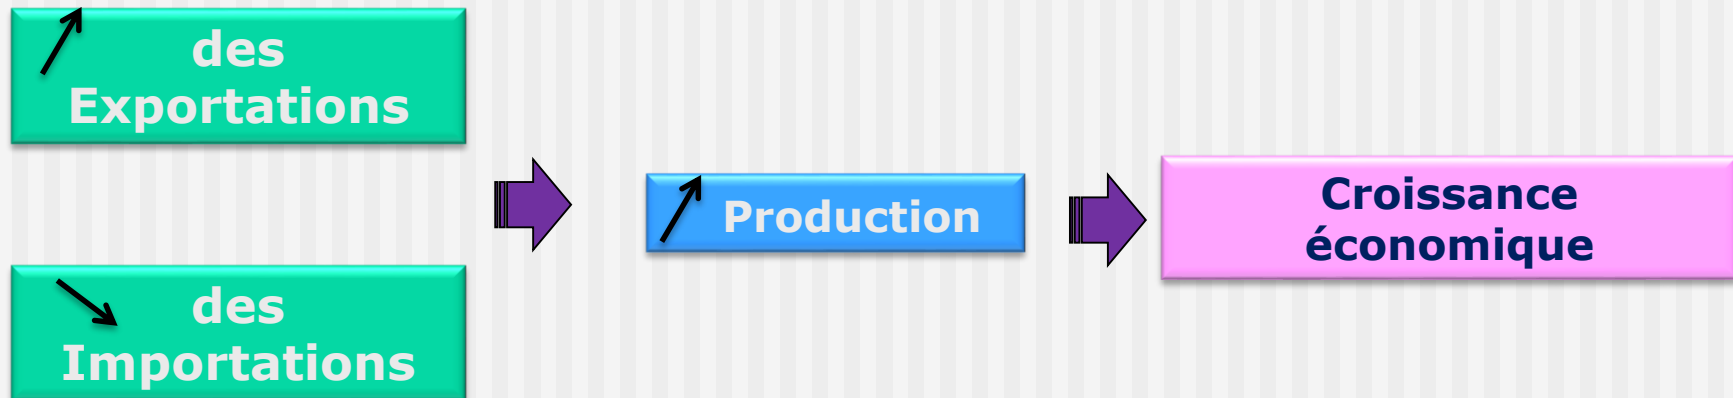 des
Exportations
Production
Croissance
économique
des
Importations